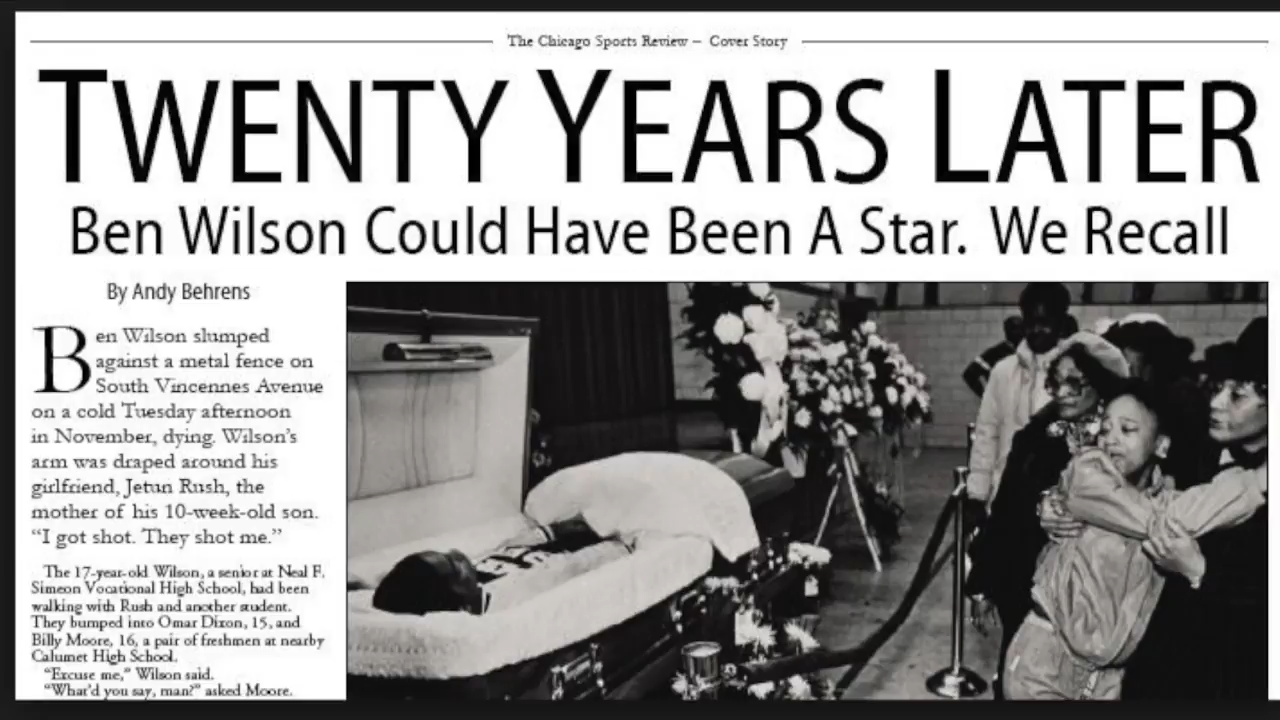 The Chicago Sports Review – Cover Story
TWENTY YEARS LATER
Ben Wilson Could Have Been A Star. We Recall
By Andy Behrens
Ben Wilson slumped
against a metal fence on
South Vincennes Avenue
on a cold Tuesday afternoon
in November, dying. Wilson's
arm was draped around his
girlfriend, Jetun Rush, the
mother of his 10-week-old son.
“I got shot. They shot me.”
The 17-year-old Wilson, a senior at Neal F.
Simeon Vocational High School, had been
walking with Rush and another student.
They bumped into Omar Dixon, 15, and
Billy Moore, 16, a pair of freshmen at nearby
Calumet High School.
“Excuse me,” Wilson said.
“What'd you say, man?” asked Moore.